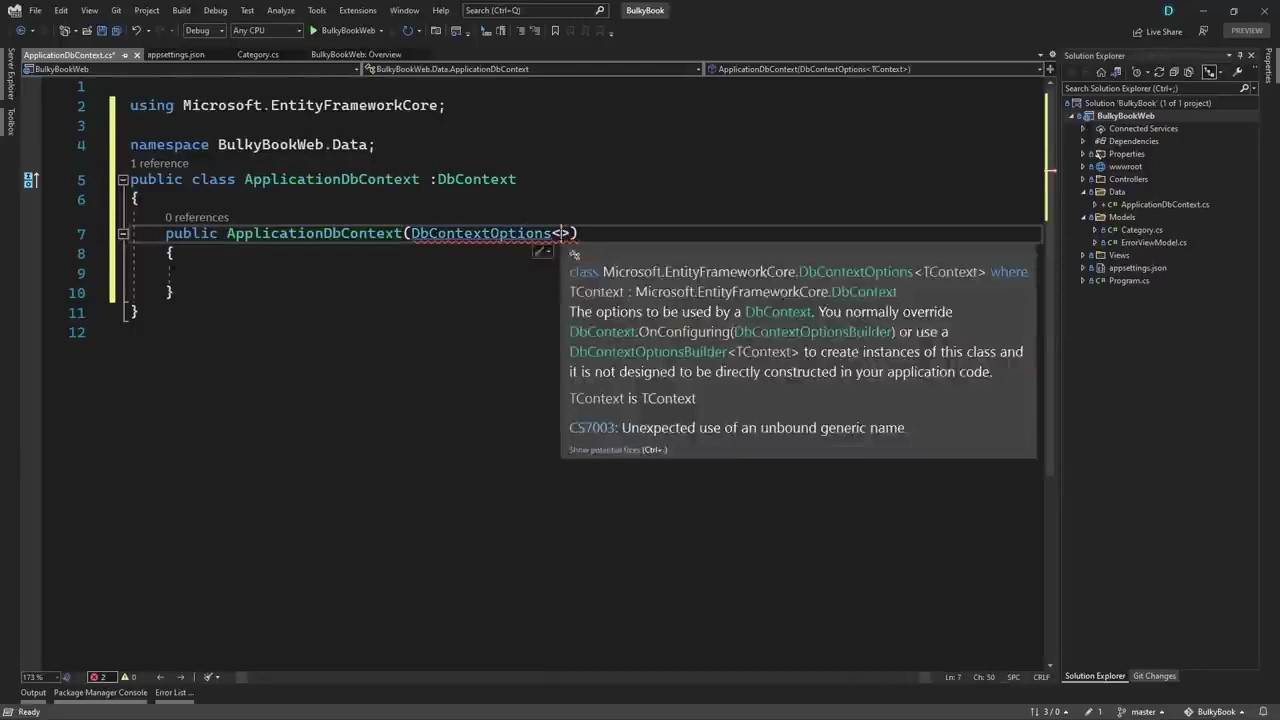 File Edit View Git Project Build Debug Test Analyze Tools Extensions Window Help Search (Ctrl+Q) BulkyBook D
Debug Any CPU BulkyBookWeb Live Share PREVIEW
ApplicationDbContext.cs* appsettings.json Category.cs BulkyBookWeb: Overview
BulkyBookWeb BulkyBookWeb.Data.ApplicationDbContext ApplicationDbContext(DbContextOptions<TContext>)
Server Explorer
Toolbox
1
2 using Microsoft.EntityFrameworkCore;
3
4 namespace BulkyBookWeb.Data;
1 reference
5 public class ApplicationDbContext :DbContext
6 {
0 references
7 public ApplicationDbContext(DbContextOptions<>)
8 {
9
10 }
11 }
12
class Microsoft.EntityFrameworkCore.DbContextOptions<TContext> where
TContext : Microsoft.EntityFrameworkCore.DbContext
The options to be used by a DbContext. You normally override
DbContext.OnConfiguring(DbContextOptionsBuilder) or use a
DbContextOptionsBuilder<TContext> to create instances of this class and
it is not designed to be directly constructed in your application code.
TContext is TContext
CS7003: Unexpected use of an unbound generic name
Show potential fixes (Ctrl+.)
Solution Explorer
Search Solution Explorer (Ctrl+;)
Solution 'BulkyBook' (1 of 1 project)
BulkyBookWeb
Connected Services
Dependencies
Properties
wwwroot
Controllers
Data
ApplicationDbContext.cs
Models
Category.cs
ErrorViewModel.cs
Views
appsettings.json
Program.cs
Properties
173 % 2 0 Ln: 7 Ch: 50 SPC CRLF
Solution Explorer Git Changes
Output Package Manager Console Error List ...
Ready 3 / 0 1 master BulkyBook